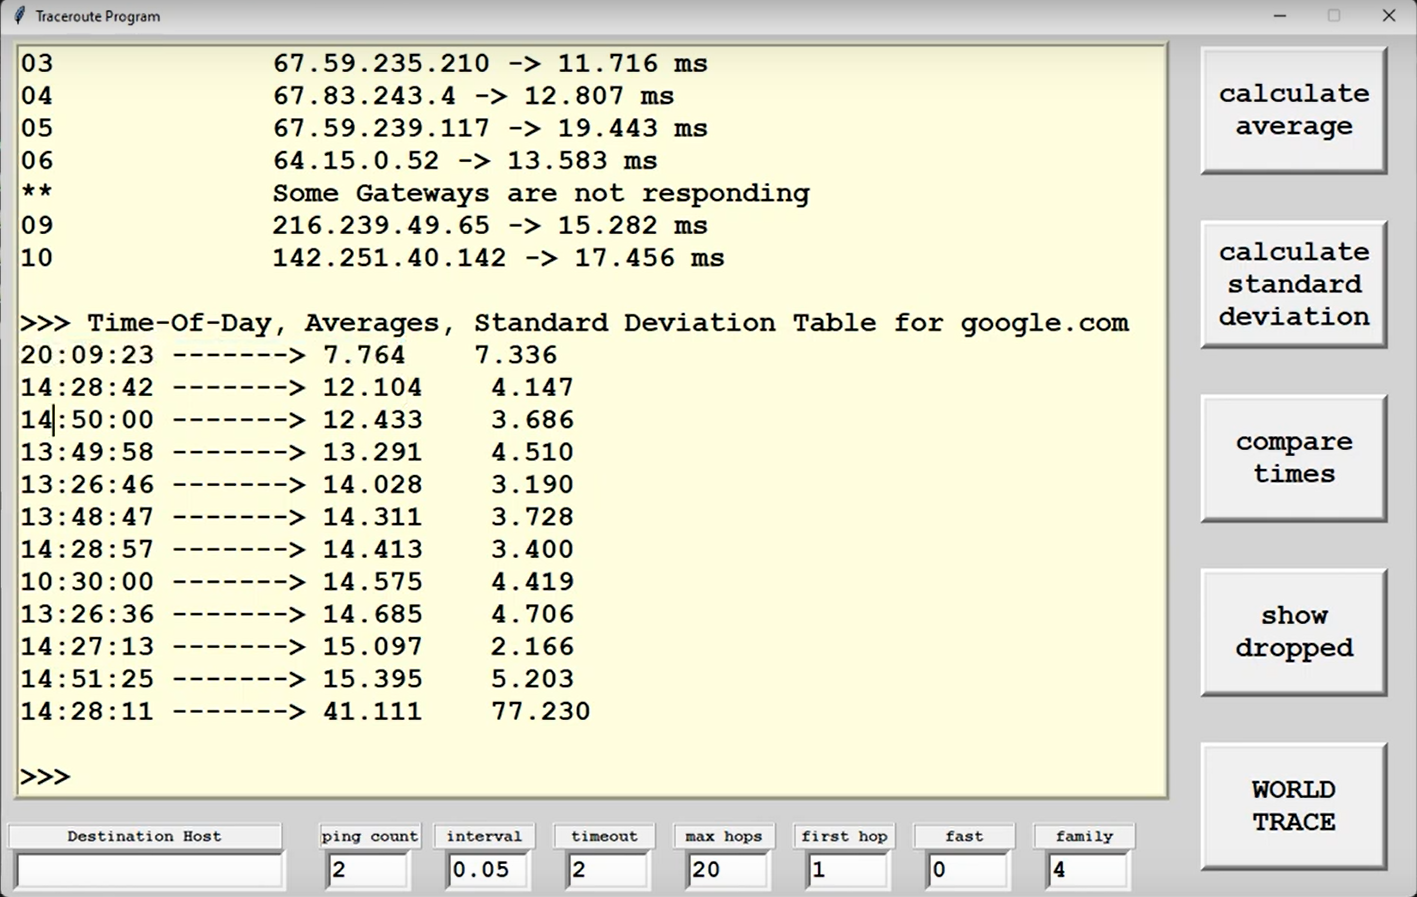 Traceroute Program
03 67.59.235.210 -> 11.716 ms
04 67.83.243.4 -> 12.807 ms
05 67.59.239.117 -> 19.443 ms
06 64.15.0.52 -> 13.583 ms
** Some Gateways are not responding
09 216.239.49.65 -> 15.282 ms
10 142.251.40.142 -> 17.456 ms
>>> Time-Of-Day, Averages, Standard Deviation Table for google.com
20:09:23 -------> 7.764 7.336
14:28:42 -------> 12.104 4.147
14:50:00 -------> 12.433 3.686
13:49:58 -------> 13.291 4.510
13:26:46 -------> 14.028 3.190
13:48:47 -------> 14.311 3.728
14:28:57 -------> 14.413 3.400
10:30:00 -------> 14.575 4.419
13:26:36 -------> 14.685 4.706
14:27:13 -------> 15.097 2.166
14:51:25 -------> 15.395 5.203
14:28:11 -------> 41.111 77.230
>>>
calculate
average
calculate
standard
deviation
compare
times
show
dropped
WORLD
TRACE
Destination Host ping count interval timeout max hops first hop fast family
2 0.05 2 20 1 0 4